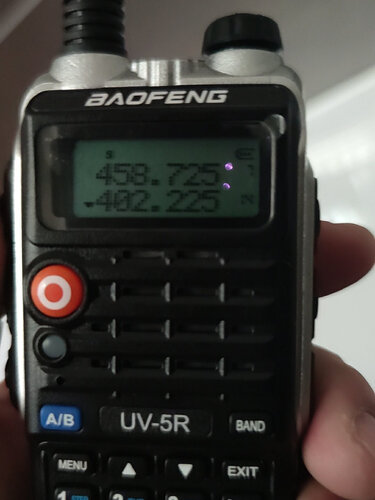 BAOFENG
S
458.725
402.225
A/B
UV-5R
BAND
MENU ▲ ▼ EXIT